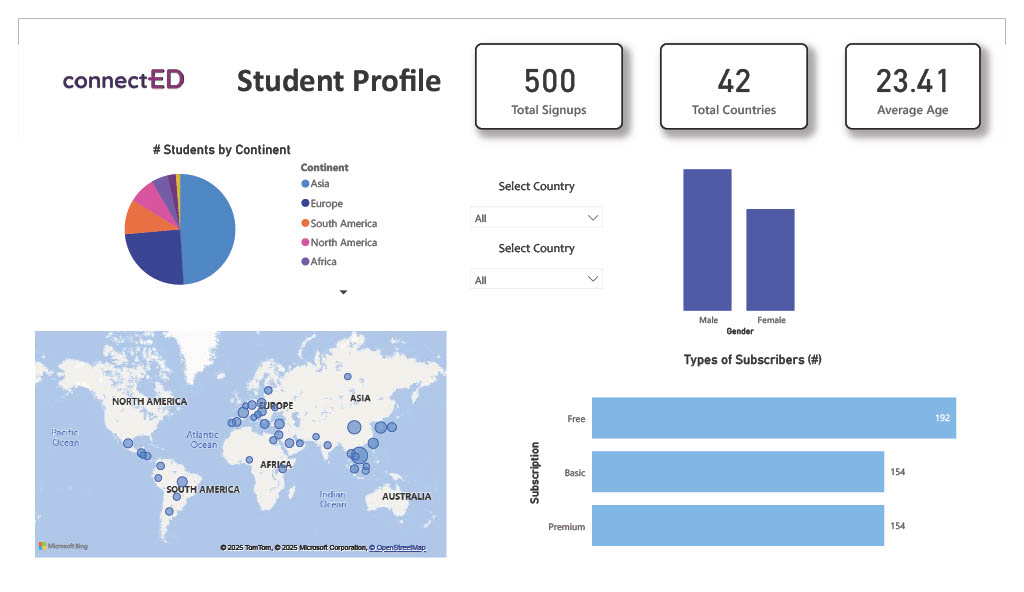 connectED
Student Profile
500
Total Signups
42
Total Countries
23.41
Average Age
# Students by Continent
Continent
Asia
Europe
South America
North America
Africa
Select Country
All
Select Country
All
Male
Female
Gender
NORTH AMERICA
EUROPE
ASIA
Pacific
Ocean
Atlantic
Ocean
AFRICA
SOUTH AMERICA
Indian
Ocean
AUSTRALIA
Microsoft Bing
© 2025 TomTom, © 2025 Microsoft Corporation, © OpenStreetMap
Types of Subscribers (#)
Subscription
Free
192
Basic
154
Premium
154